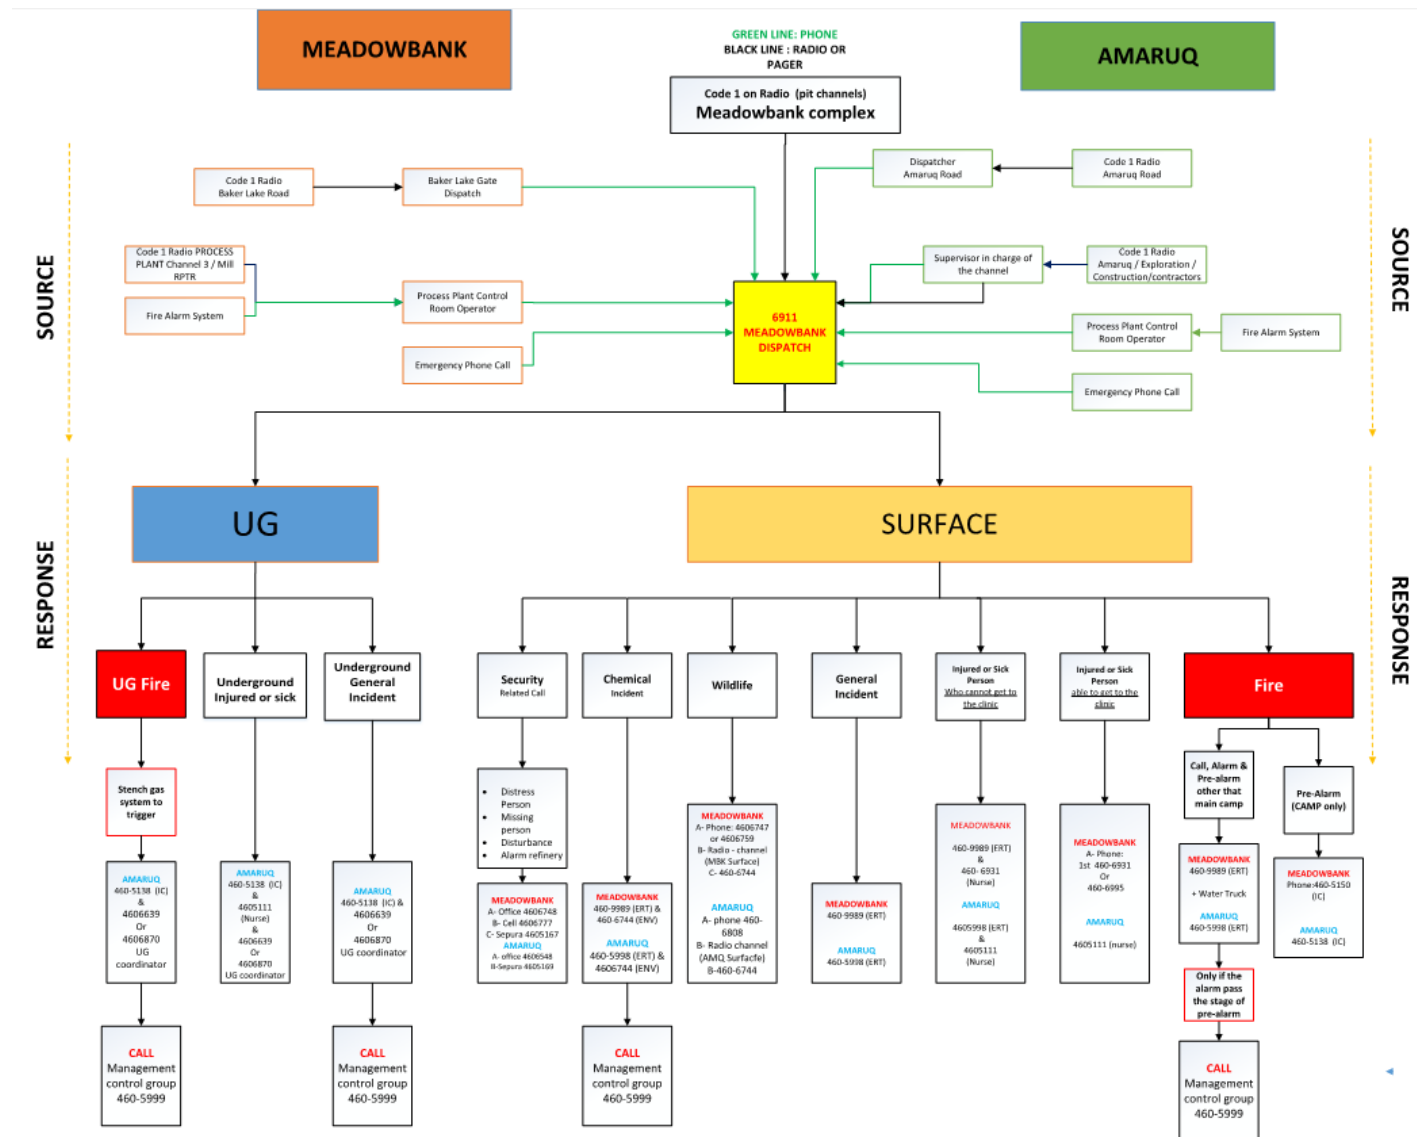 MEADOWBANK
GREEN LINE: PHONE
BLACK LINE : RADIO OR
PAGER
AMARUQ
Code 1 on Radio (pit channels)
Meadowbank complex
SOURCE
Code 1 Radio
Baker Lake Road
Baker Lake Gate
Dispatch
Dispatcher
Amaruq Road
Code 1 Radio
Amaruq Road
SOURCE
Code 1 Radio PROCESS
PLANT Channel 3 / Mill
RPTR
Fire Alarm System
Process Plant Control
Room Operator
Emergency Phone Call
6911
MEADOWBANK
DISPATCH
Supervisor in charge of
the channel
Code 1 Radio
Amaruq / Exploration /
Construction/contractors
Process Plant Control
Room Operator
Fire Alarm System
Emergency Phone Call
RESPONSE
UG
SURFACE
RESPONSE
UG Fire
Underground
Injured or sick
Underground
General
Incident
Security
Related Call
Chemical
Incident
Wildlife
General
Incident
Injured or Sick
Person
Who cannot get to
the clinic
Injured or Sick
Person
able to get to the
clinic
Fire
Stench gas
system to
trigger
• Distress
Person
• Missing
person
• Disturbance
• Alarm refinery
Call, Alarm &
Pre-alarm
other that
main camp
Pre-Alarm
(CAMP only)
AMARUQ
460-5138 (IC)
&
4606639
Or
4606870
UG
coordinator
AMARUQ
460-5138 (IC)
&
4605111
(Nurse)
&
4606639
Or
4606870
UG coordinator
AMARUQ
460-5138 (IC) &
4606639
Or
4606870
UG coordinator
MEADOWBANK
A- Office 4606748
B- Cell 4606777
C- Sepura 4605167
AMARUQ
A- office 4606548
B-Sepura 4605169
MEADOWBANK
460-9989 (ERT) &
460-6744 (ENV)
AMARUQ
460-5998 (ERT) &
4606744 (ENV)
MEADOWBANK
A- Phone: 4606747
or 4606759
B- Radio - channel
(MBK Surface)
C- 460-6744
AMARUQ
A- phone 460-
6808
B- Radio channel
(AMQ Surfacfe)
B-460-6744
MEADOWBANK
460-9989 (ERT)
AMARUQ
460-5998 (ERT)
MEADOWBANK
460-9989 (ERT)
&
460- 6931
(Nurse)
AMARUQ
4605998 (ERT)
&
4605111
(Nurse)
MEADOWBANK
A- Phone:
1st 460-6931
Or
460-6995
AMARUQ
4605111 (nurse)
MEADOWBANK
460-9989 (ERT)
+ Water Truck
AMARUQ
460-5998 (ERT)
MEADOWBANK
Phone:460-5150
(IC)
AMARUQ
460-5138 (IC)
Only if the
alarm pass
the stage of
pre-alarm
CALL
Management
control group
460-5999
CALL
Management
control group
460-5999
CALL
Management
control group
460-5999
CALL
Management
control group
460-5999